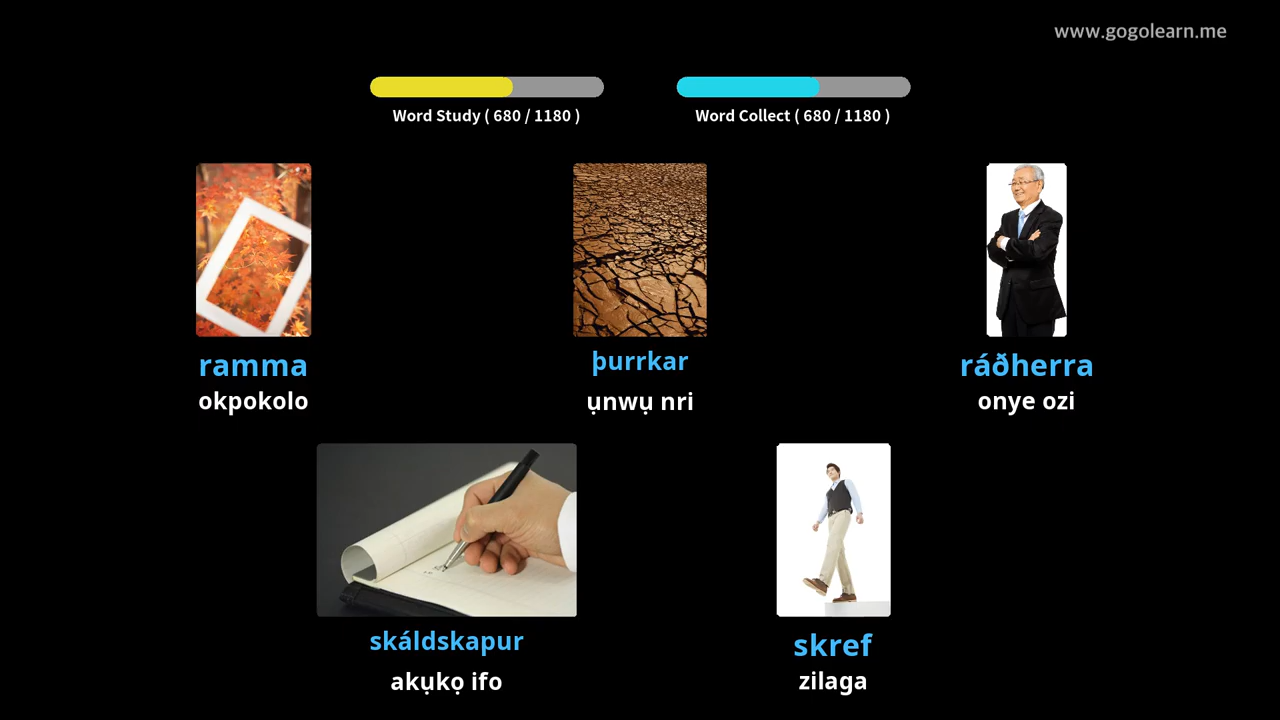 www.gogolearn.me
Word Study ( 680 / 1180 )
Word Collect ( 680 / 1180 )
ramma
okpokolo
þurrkar
ụnwụ nri
ráðherra
onye ozi
skáldskapur
akụkọ ifo
skref
zilaga